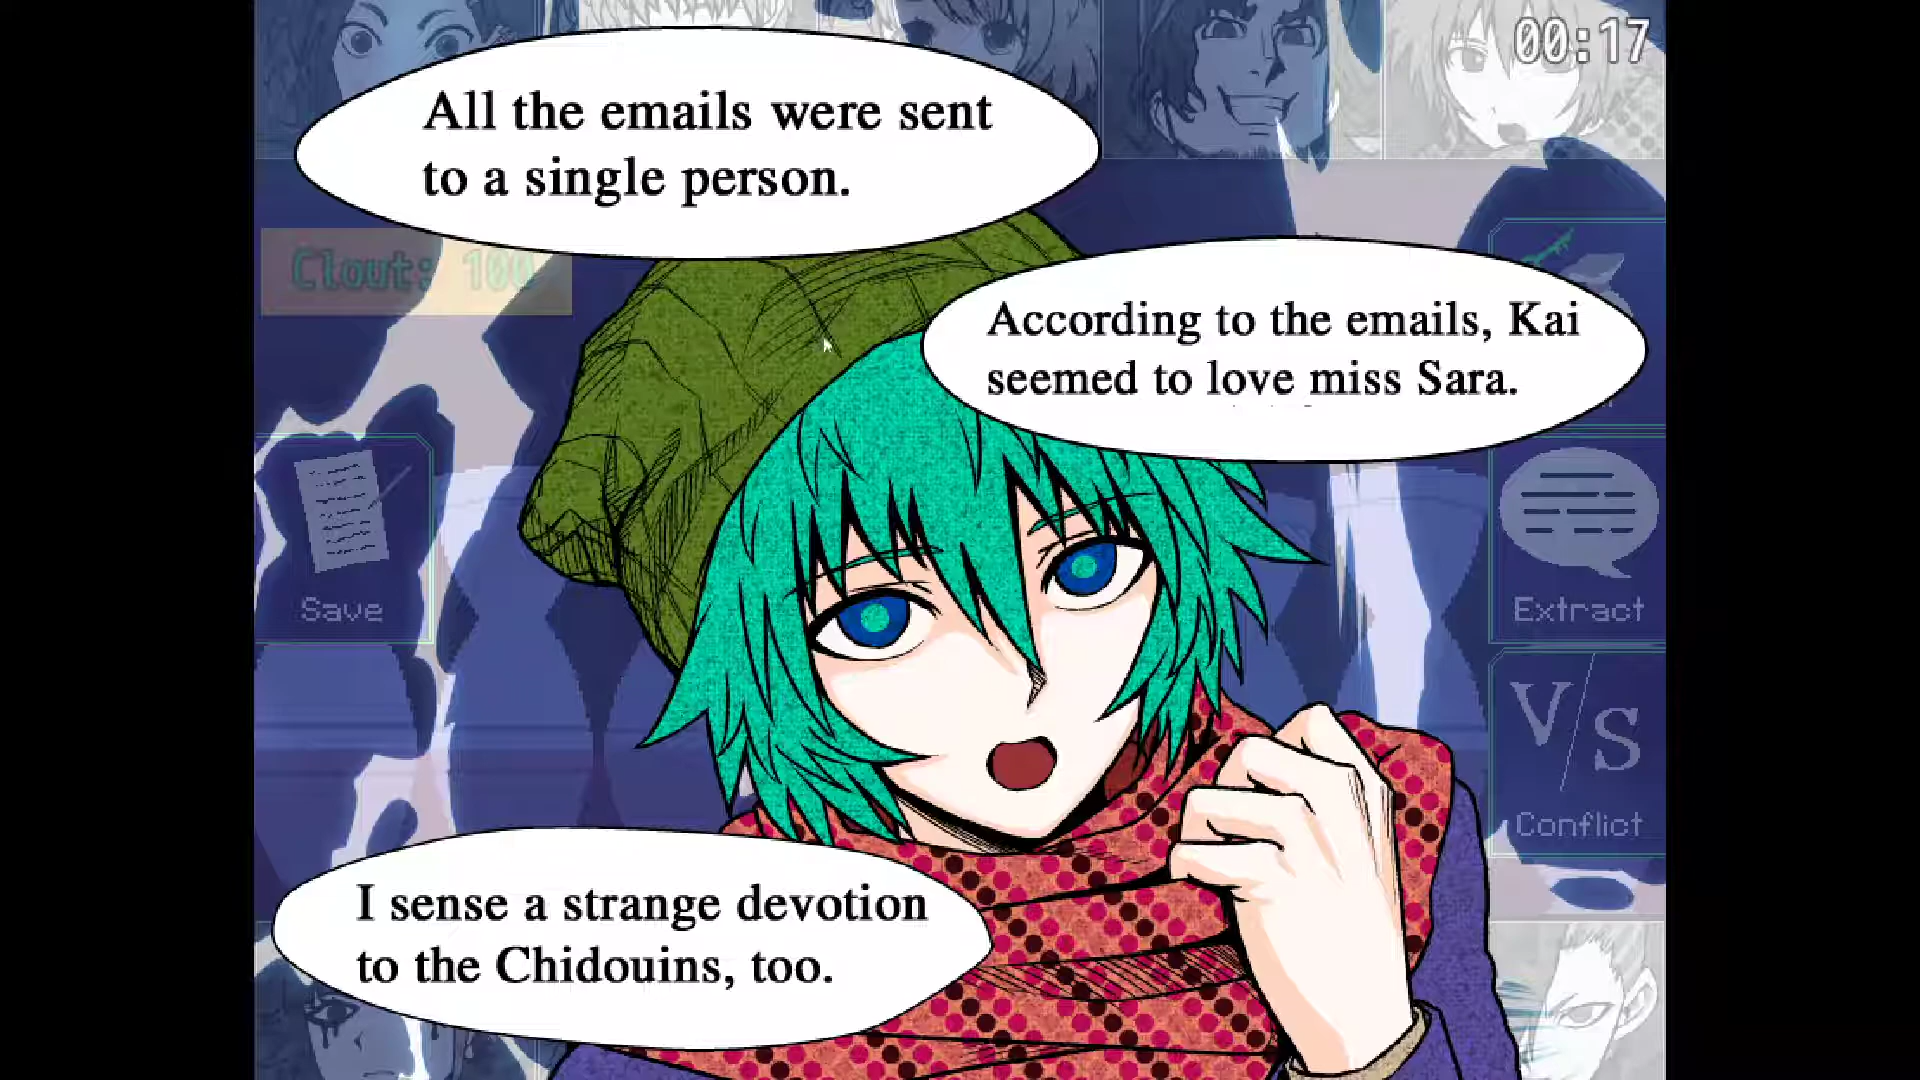 00:17
All the emails were sent
to a single person.
Clout: 100
According to the emails, Kai
seemed to love miss Sara.
Save
Extract
V/S
Conflict
I sense a strange devotion
to the Chidouins, too.